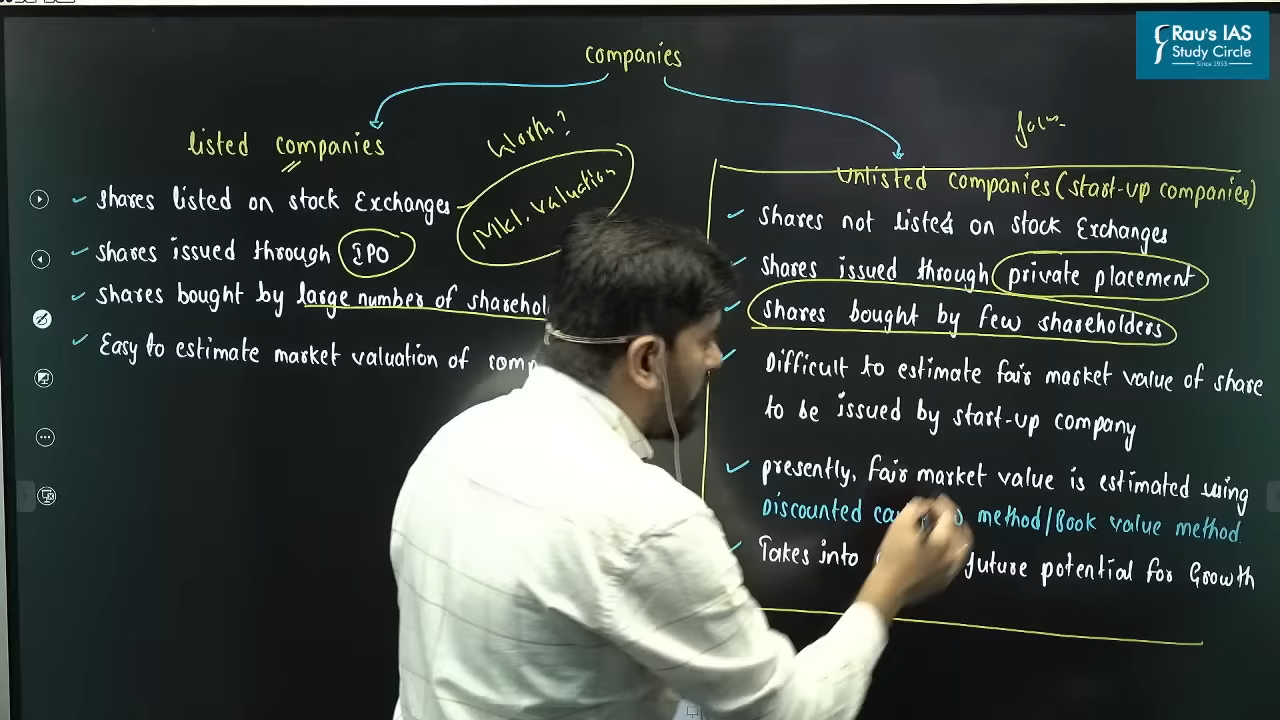 Rau's IAS
Study Circle
Since 1953
companies
listed companies
Worth?
Mkt. valuation
shares listed on stock Exchanges
shares issued through IPO
shares bought by large number of
Easy to estimate market valuation of
unlisted companies (start-up companies)
shares not listed on stock Exchanges
shares issued through private placement
shares bought by few shareholders
Difficult to estimate fair market value of share
to be issued by start-up company
presently, fair market value is estimated using
Discounted method/Book value method
Takes into future potential for Growth